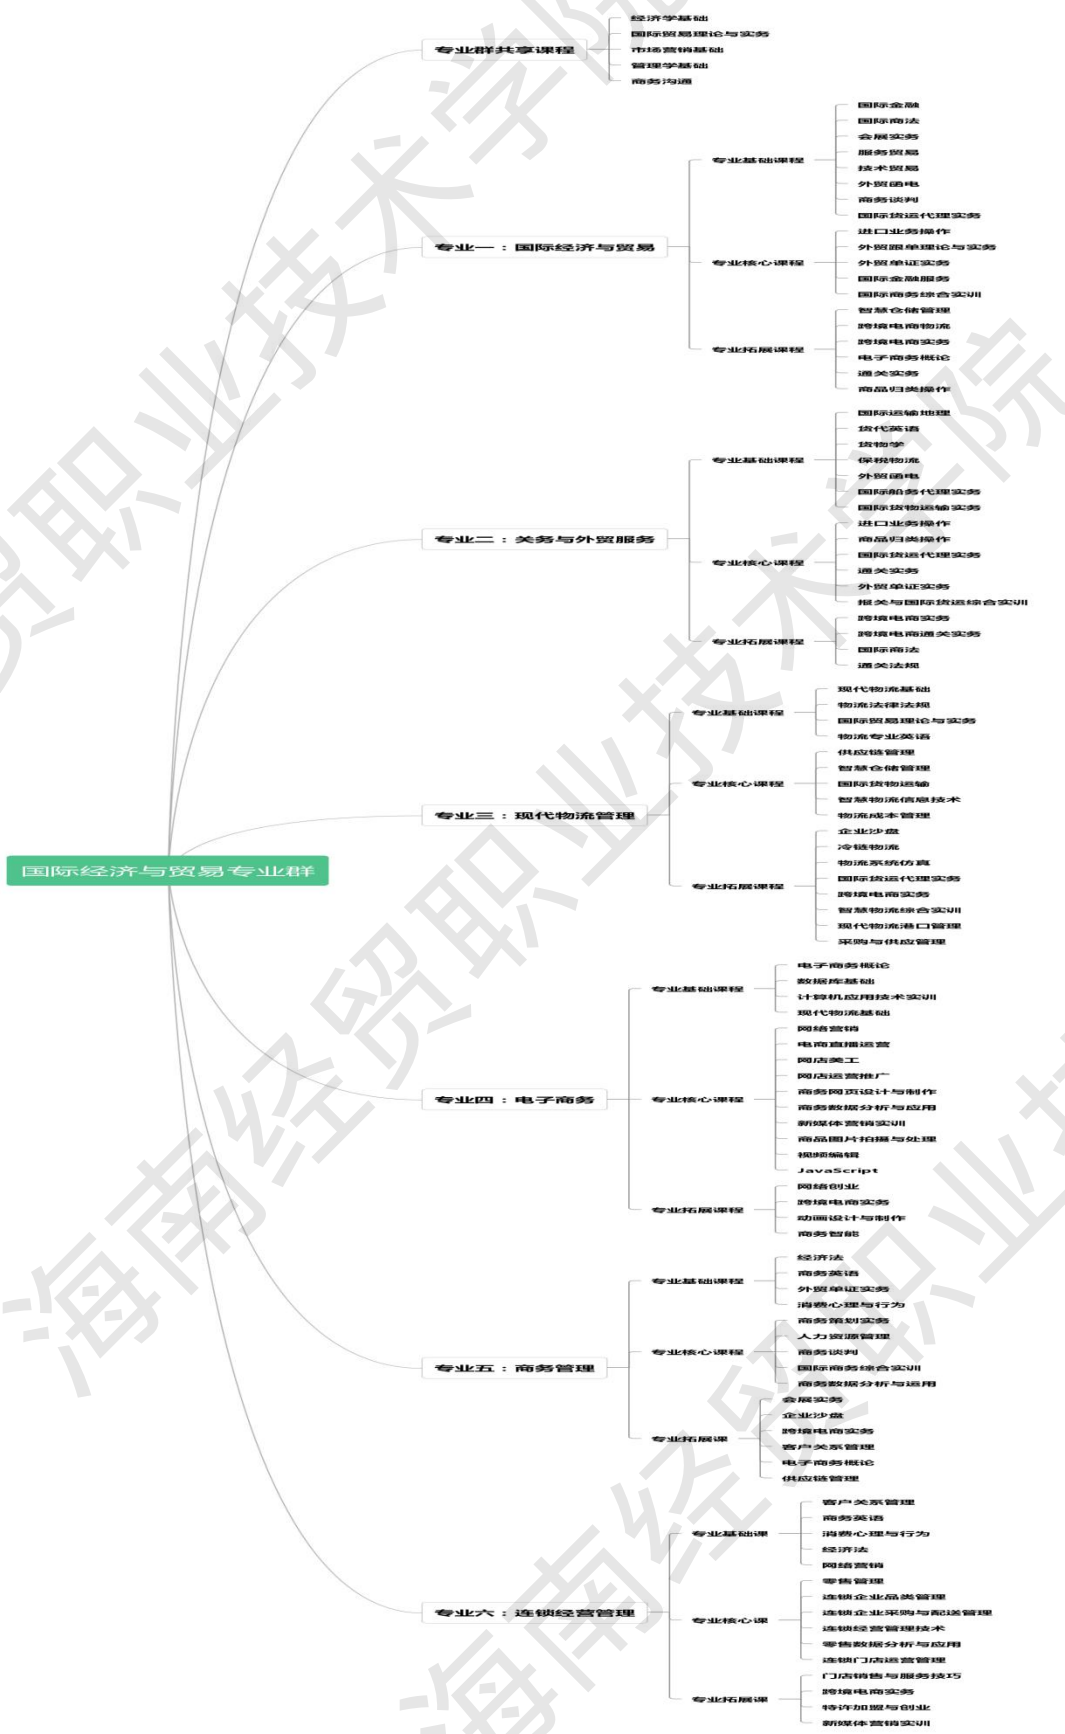 国际经济与贸易专业群
专业群共享课程
经济学基础
国际贸易理论与实务
市场营销基础
管理学基础
商务沟通
专业一：国际经济与贸易
专业基础课程
国际金融
国际商法
会展实务
服务贸易
技术贸易
外贸函电
商务谈判
国际货运代理实务
专业核心课程
进口业务操作
外贸跟单理论与实务
外贸单证实务
国际金融服务
国际商务综合实训
专业拓展课程
智慧仓储管理
跨境电商物流
跨境电商实务
电子商务概论
通关实务
商品归类操作
专业二：关务与外贸服务
专业基础课程
国际运输地理
货代英语
货物学
保税物流
外贸函电
国际船务代理实务
国际货物运输实务
专业核心课程
进口业务操作
商品归类操作
国际货运代理实务
通关实务
外贸单证实务
报关与国际货运综合实训
专业拓展课程
跨境电商实务
跨境电商通关实务
国际商法
通关法规
专业三：现代物流管理
专业基础课程
现代物流基础
物流法律法规
国际贸易理论与实务
物流专业英语
专业核心课程
供应链管理
智慧仓储管理
国际货物运输
智慧物流信息技术
物流成本管理
专业拓展课程
企业沙盘
冷链物流
物流系统仿真
国际货运代理实务
跨境电商实务
智慧物流综合实训
现代物流港口管理
采购与供应管理
专业四：电子商务
专业基础课程
电子商务概论
数据库基础
计算机应用技术实训
现代物流基础
专业核心课程
网络营销
电商直播运营
网店美工
网店运营推广
商务网页设计与制作
商务数据分析与应用
新媒体营销实训
商品图片拍摄与处理
视频编辑
JavaScript
专业拓展课程
网络创业
跨境电商实务
动画设计与制作
商务智能
专业五：商务管理
专业基础课程
经济法
商务英语
外贸单证实务
消费心理与行为
专业核心课程
商务策划实务
人力资源管理
商务谈判
国际商务综合实训
商务数据分析与运用
专业拓展课
会展实务
企业沙盘
跨境电商实务
客户关系管理
电子商务概论
供应链管理
专业六：连锁经营管理
专业基础课
客户关系管理
商务英语
消费心理与行为
经济法
网络营销
专业核心课
零售管理
连锁企业品类管理
连锁企业采购与配送管理
连锁经营管理技术
零售数据分析与应用
连锁门店运营管理
专业拓展课
门店销售与服务技巧
跨境电商实务
特许加盟与创业
新媒体营销实训
海南经贸职业技术学院